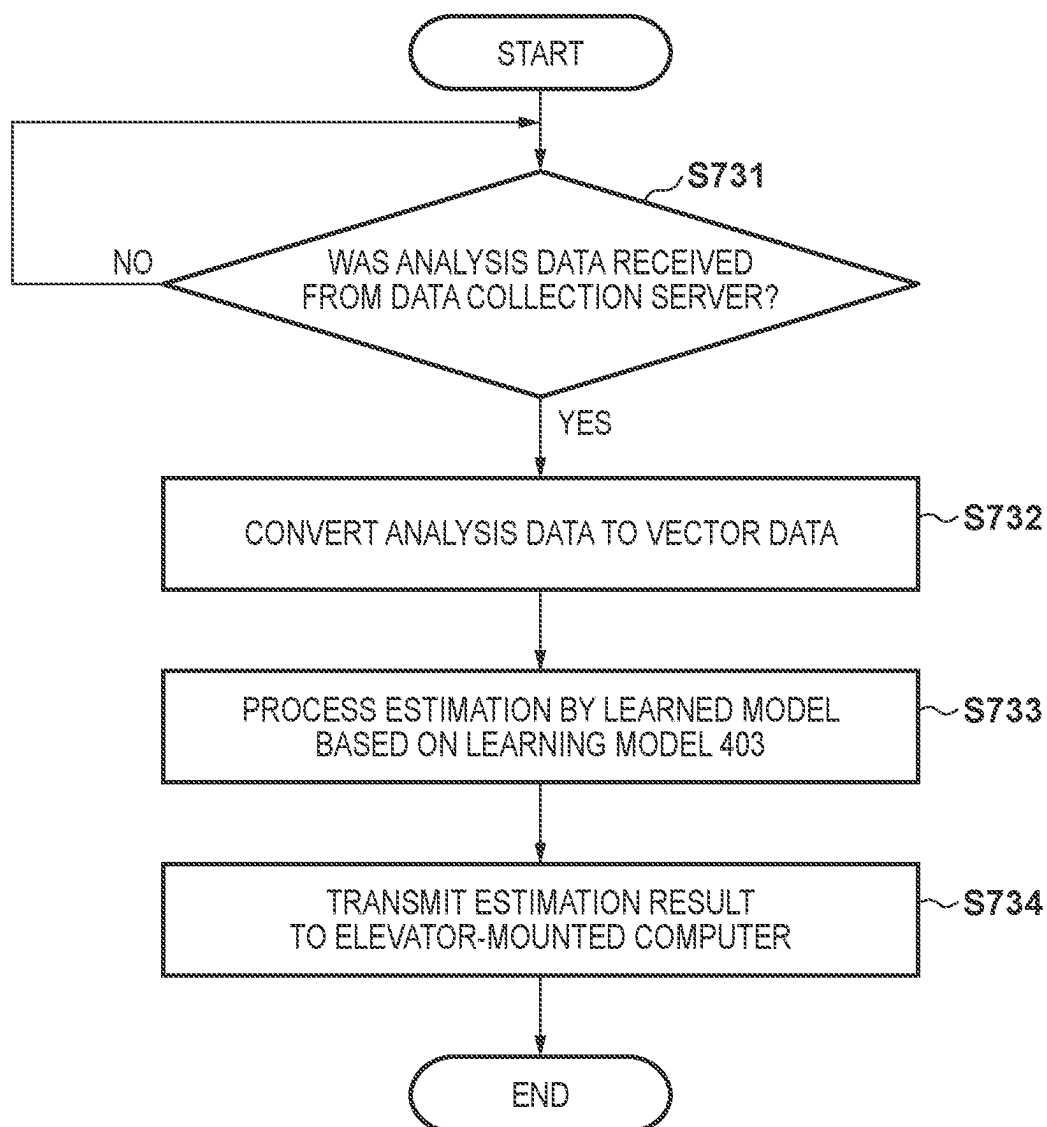 START
S731
WAS ANALYSIS DATA RECEIVED
FROM DATA COLLECTION SERVER?
NO
YES
CONVERT ANALYSIS DATA TO VECTOR DATA
S732
PROCESS ESTIMATION BY LEARNED MODEL
BASED ON LEARNING MODEL 403
S733
TRANSMIT ESTIMATION RESULT
TO ELEVATOR-MOUNTED COMPUTER
S734
END